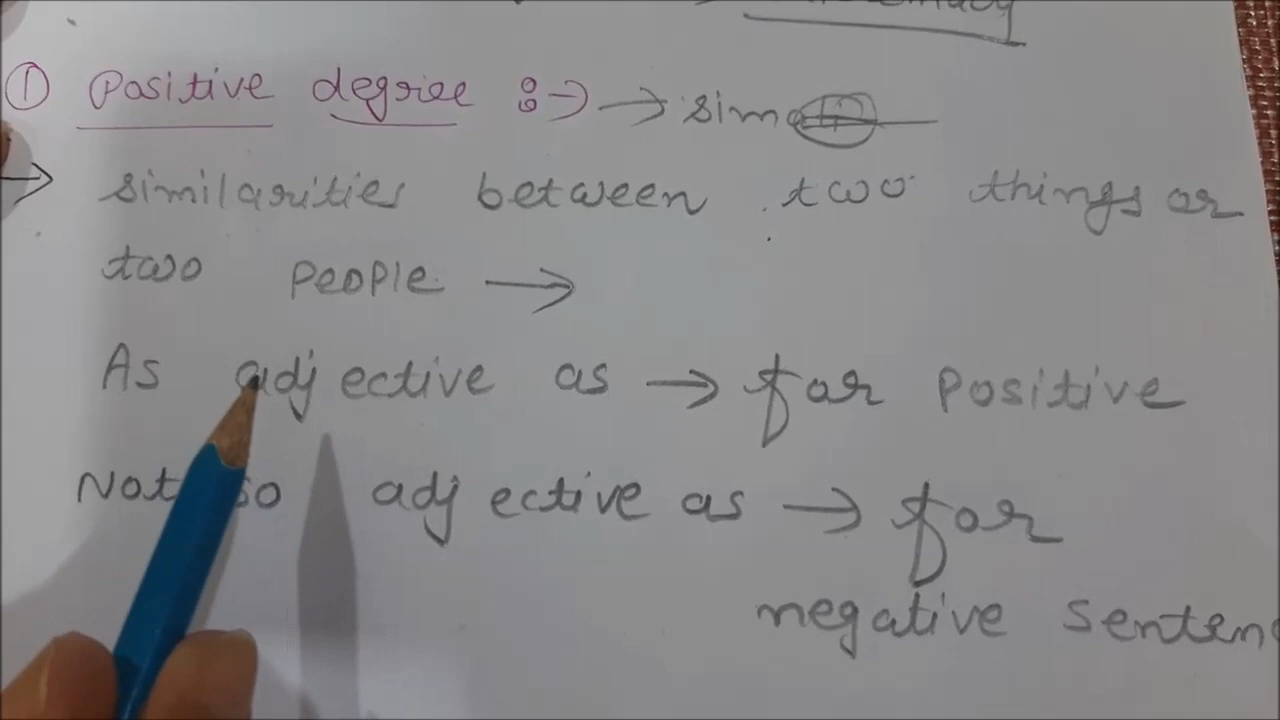 ① Positive degree :-) →
→ similarities between two things or
two people →
As adjective as → for positive
Not so adjective as → for
negative senten